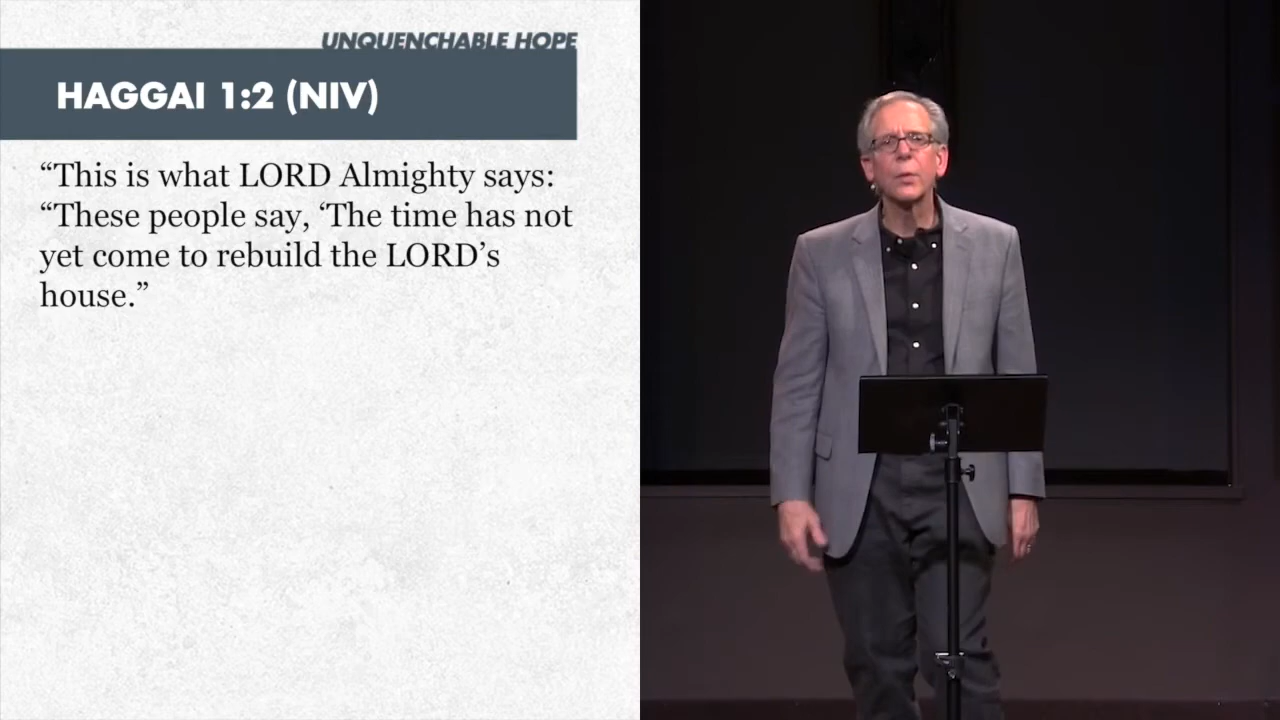 UNQUENCHABLE HOPE
HAGGAI 1:2 (NIV)
“This is what LORD Almighty says:
“These people say, ‘The time has not
yet come to rebuild the LORD’s
house.”